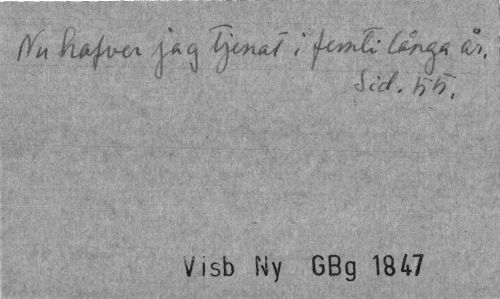 Nu hafver jag tjenat i femti långa år.
Sid. 55.
Visb Ny GBg 1847